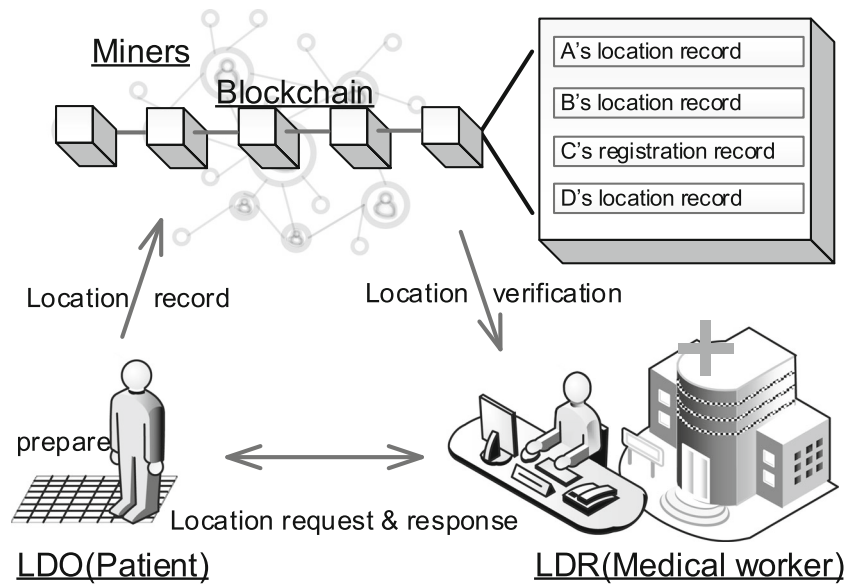 Miners
Blockchain
A's location record
B's location record
C's registration record
D's location record
Location record
Location verification
prepare
Location request & response
LDO(Patient)
LDR(Medical worker)